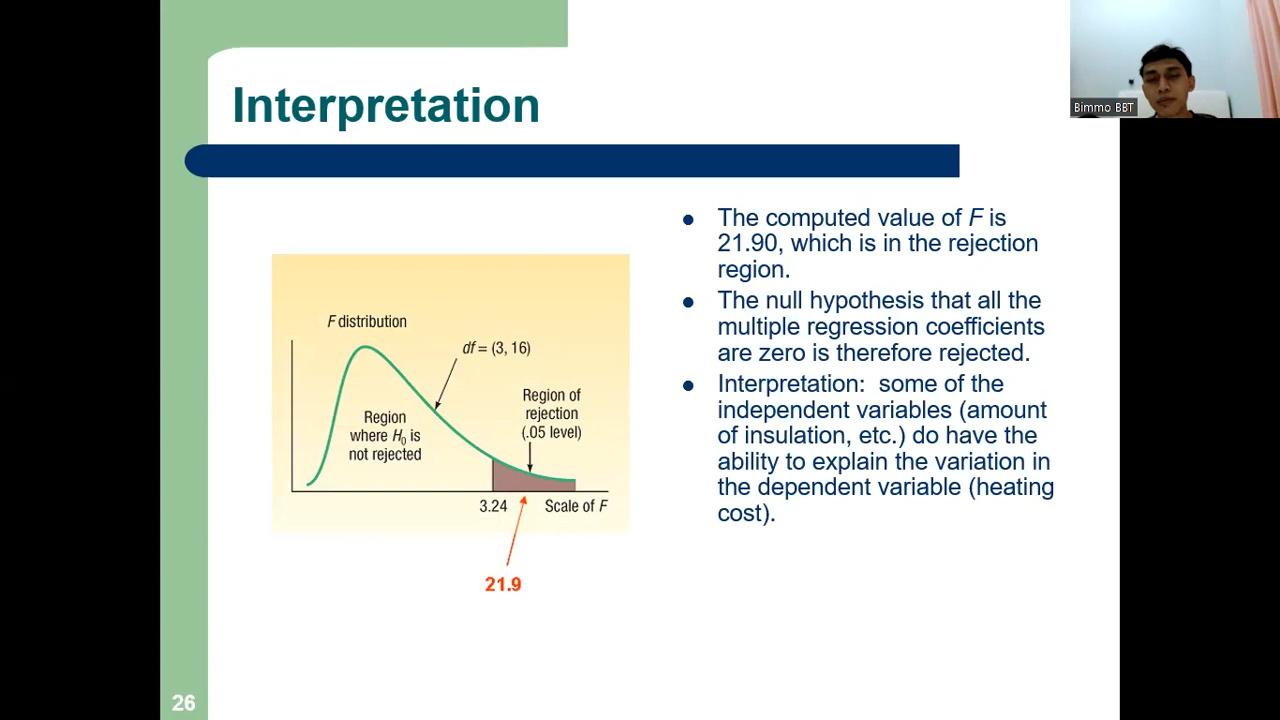 Interpretation
Bimmo BBT
F distribution
df = (3, 16)
Region
where H₀ is
not rejected
Region of
rejection
(.05 level)
3.24
Scale of F
21.9
● The computed value of F is
21.90, which is in the rejection
region.
● The null hypothesis that all the
multiple regression coefficients
are zero is therefore rejected.
● Interpretation: some of the
independent variables (amount
of insulation, etc.) do have the
ability to explain the variation in
the dependent variable (heating
cost).
26